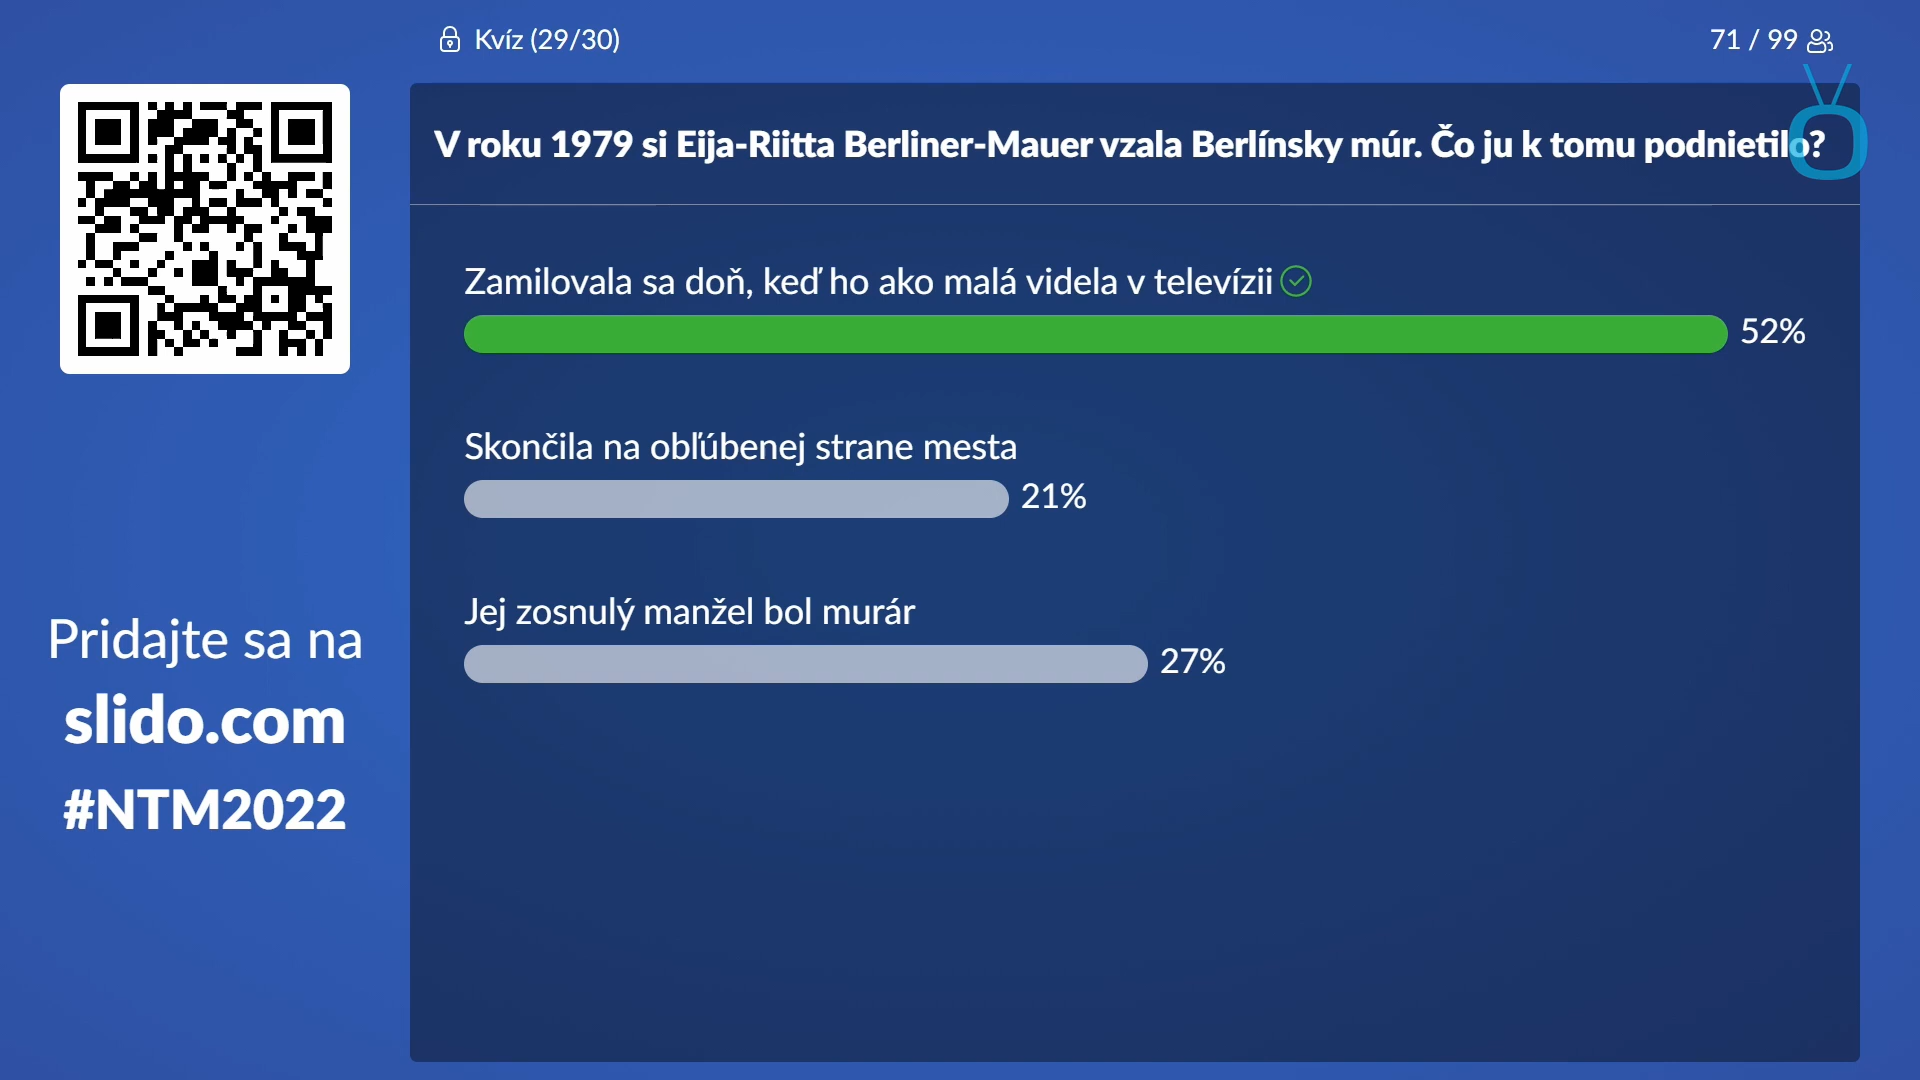 Kvíz (29/30)
71 / 99
V roku 1979 si Eija-Riitta Berliner-Mauer vzala Berlínsky múr. Čo ju k tomu podnietilo?
Zamilovala sa doň, keď ho ako malá videla v televízii
52%
Skončila na obľúbenej strane mesta
21%
Jej zosnulý manžel bol murár
27%
Pridajte sa na
slido.com
#NTM2022